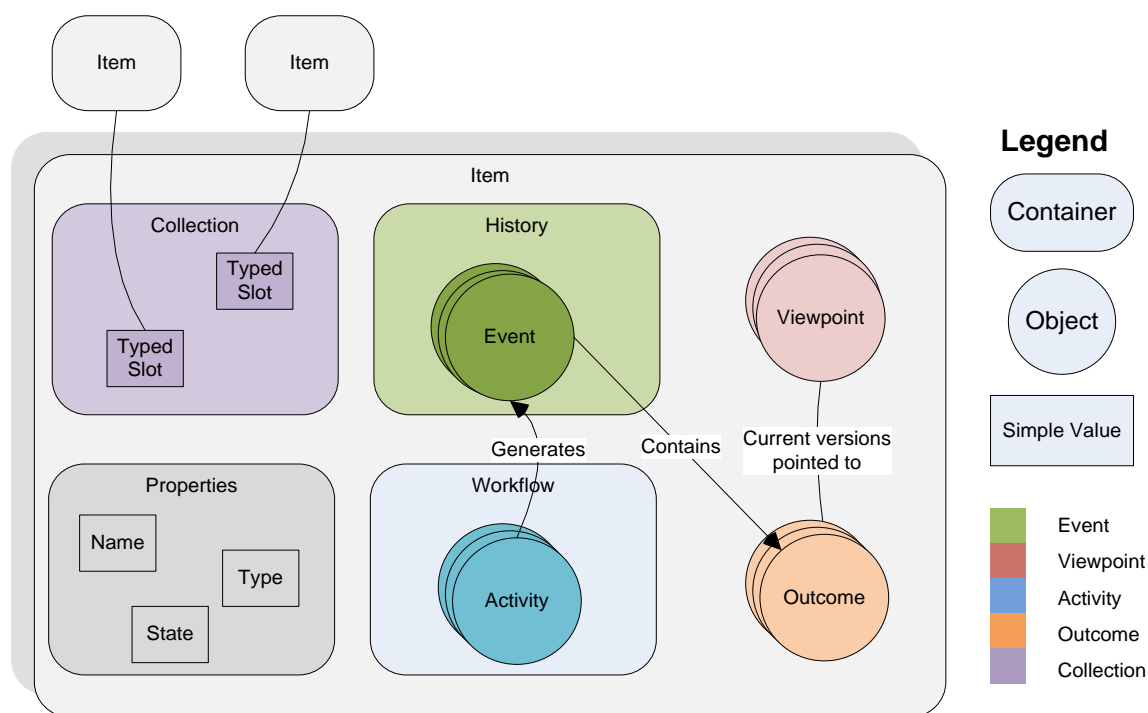 Item
Item
Item
Collection
Typed
Slot
Typed
Slot
History
Event
Viewpoint
Generates
Contains
Current versions
pointed to
Properties
Name
Type
State
Workflow
Activity
Outcome
Legend
Container
Object
Simple Value
Event
Viewpoint
Activity
Outcome
Collection